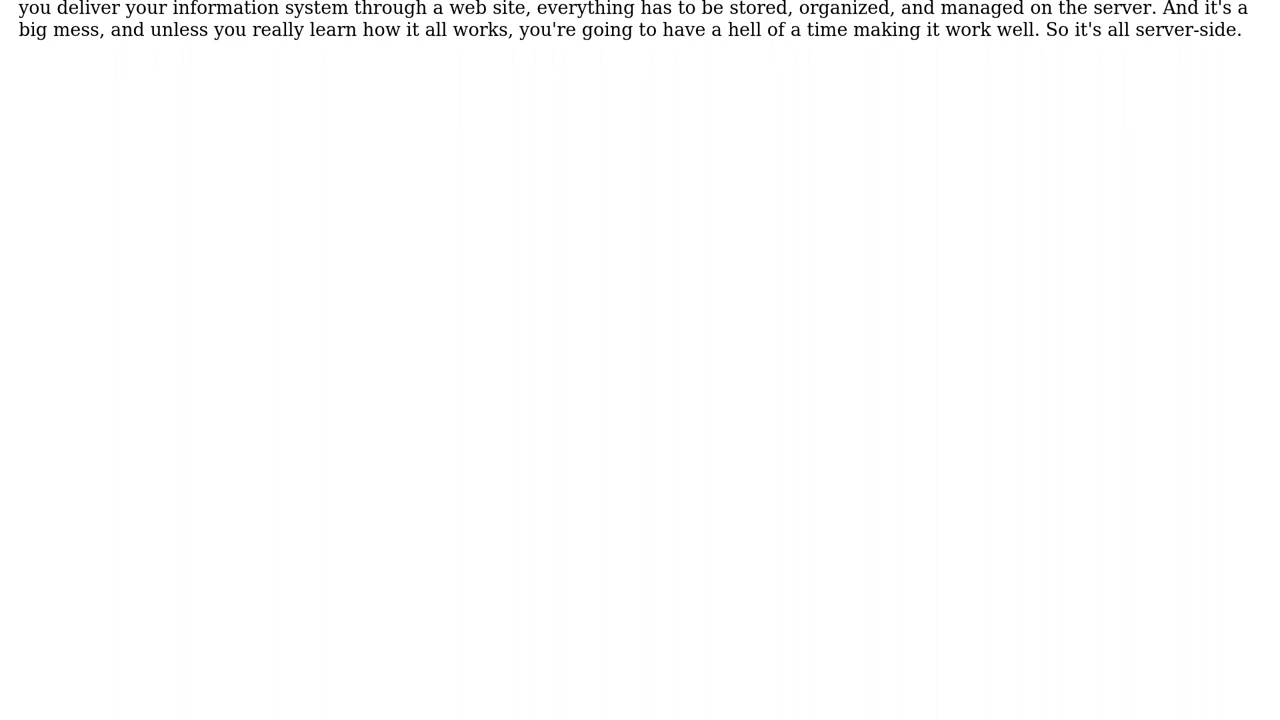 you deliver your information system through a web site, everything has to be stored, organized, and managed on the server. And it's a
big mess, and unless you really learn how it all works, you're going to have a hell of a time making it work well. So it's all server-side.